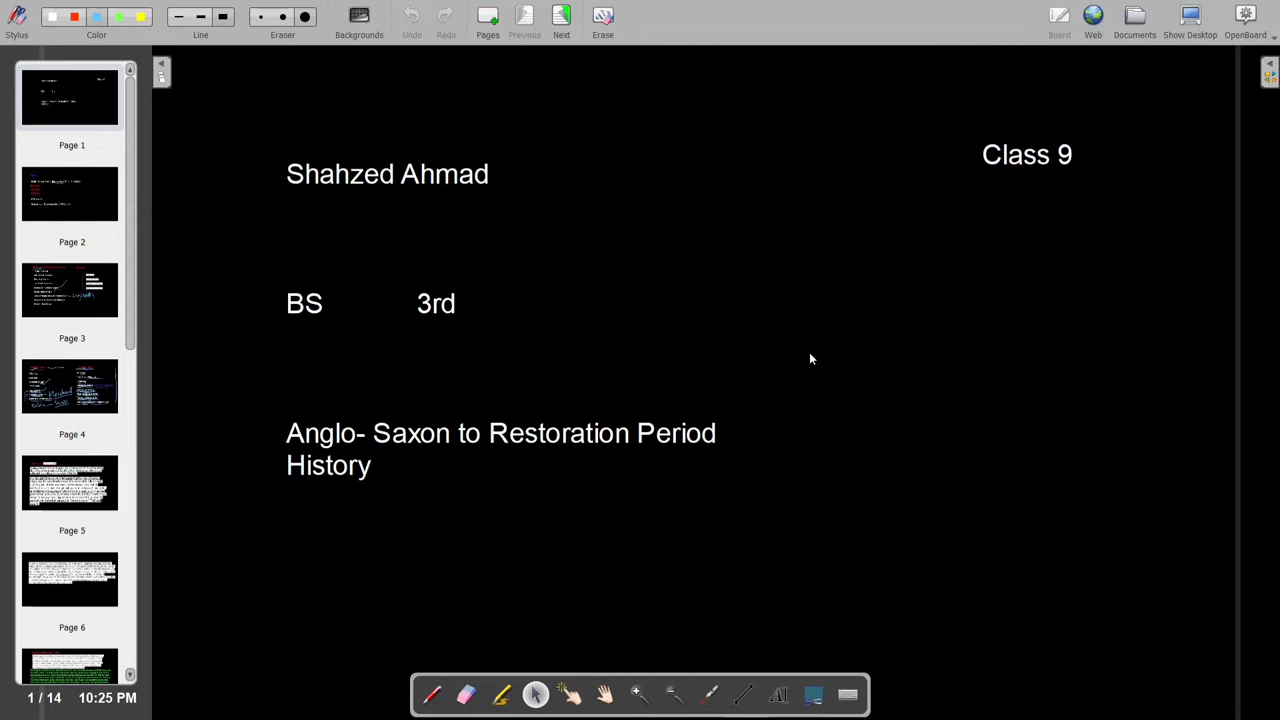 Color
Line
Eraser
Backgrounds
Undo
Redo
Pages
Previous
Next
Erase
Board
Web
Documents
Show Desktop
OpenBoard
Stylus
Page 1
Page 2
Page 3
Page 4
Page 5
Page 6
1 / 14 10:25 PM
Class 9
Shahzed Ahmad
BS 3rd
Anglo- Saxon to Restoration Period
History